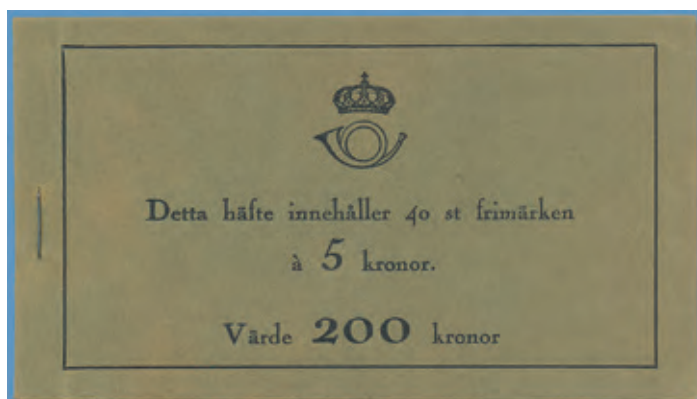 Detta häfte innehåller 40 st frimärken
à 5 kronor.
Värde 200 kronor